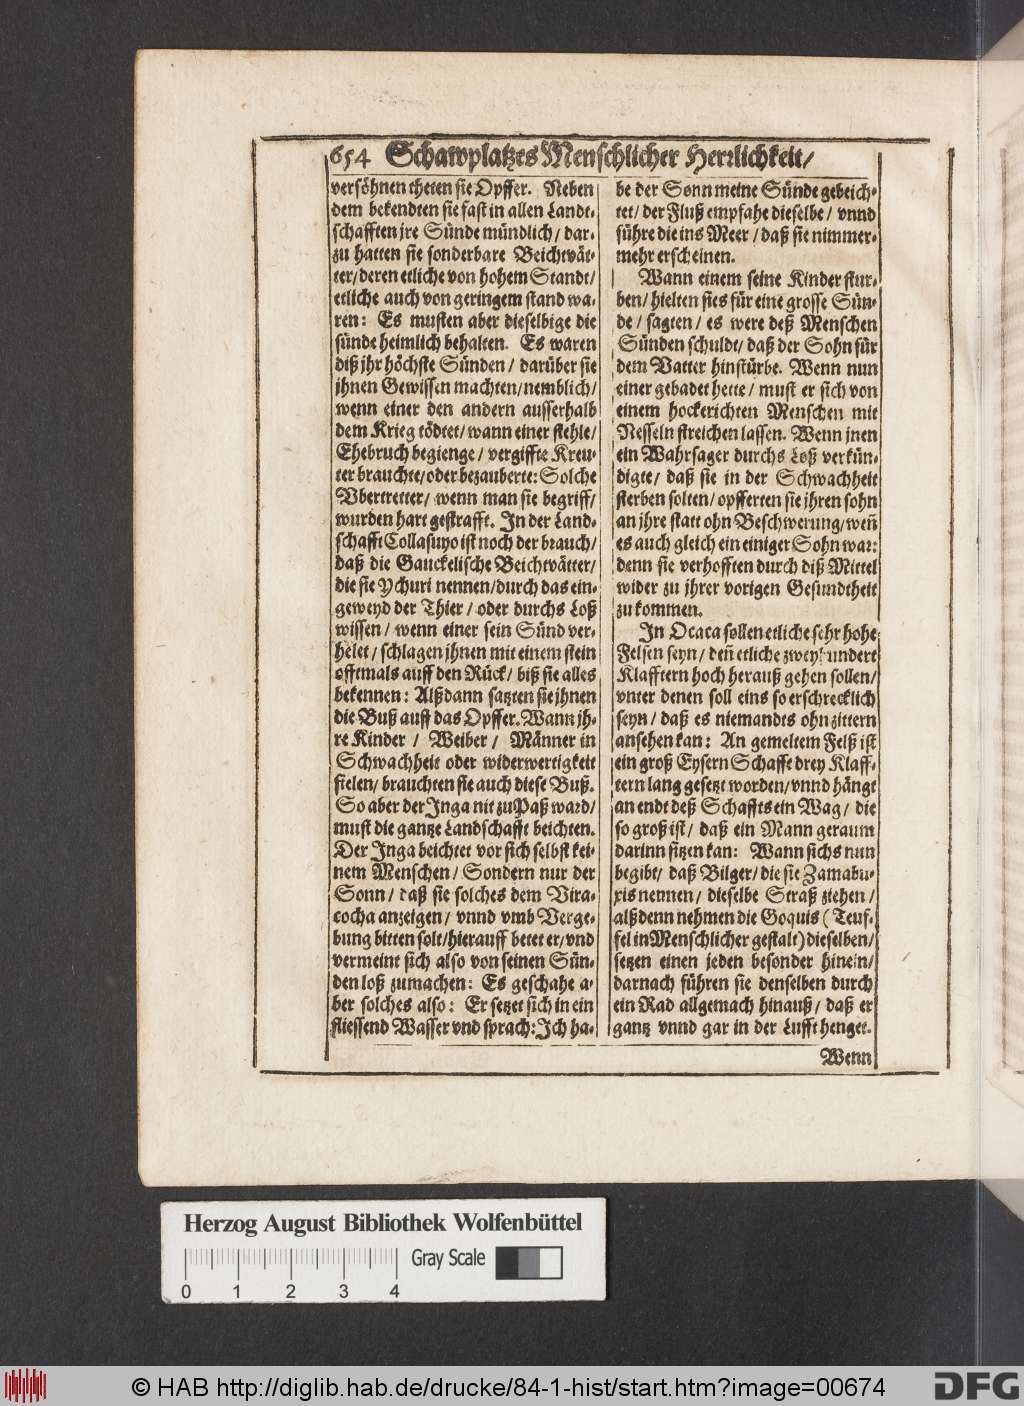 654 Schawplatzes Menschlicher Herrlichkeit/
versöhnen theten sie Opffer. Neben
dem bekendten sie fast in allen Landt-
schafften jre Sünde mündlich/ dar-
zu hatten sie sonderbare Beichtvät-
ter/deren etliche von hohem Standt/
etliche auch von geringem stand wa-
ren: Es musten aber dieselbige die
sünde heimlich behalten. Es waren
diß jhr höchste Sünden/ darüber sie
jhnen Gewissen machten/nemblich/
wenn einer den andern ausserhalb
dem Krieg tödtet/wann einer stehle/
Ehebruch begienge/ vergiffte Kreu-
ter brauchte/oder bezauberte: Solche
Vbertretter/ wenn man sie begriff/
wurden hart gestrafft. In der Land-
schafft Collasuyo ist noch der brauch/
daß die Gauckelische Beichtvätter/
die sie Ychuri nennen/durch das ein-
geweyd der Thier/ oder durchs Loß
wissen/ wenn einer sein Sünd ver-
helet/ schlagen jhnen mit einem stein
offtmals auff den Rück/ biß sie alles
bekennen: Alßdann satzten sie jhnen
die Buß auff das Opffer. Wann jh-
re Kinder/ Weiber/ Männer in
Schwachheit oder widerwertigkeit
fielen/brauchten sie auch diese Buß.
So aber der Inga nit zu Paß ward/
must die gantze Landschafft beichten.
Der Inga beichtet vor sich selbst kei-
nem Menschen/ Sondern nur der
Sonn/ daß sie solches dem Vira-
cocha anzeigen/ vnnd vmb Verge-
bung bitten solt/hierauff betet er/vnd
vermeint sich also von seinen Sün-
den loß zumachen: Es geschahe a-
ber solches also: Er setzet sich in ein
fliessend Wasser vnd sprach: Ich ha-
be der Sonn meine Sünde gebeich-
tet/ der Fluß empfahe dieselbe/ vnnd
führe die ins Meer/ daß sie nimmer-
mehr erscheinen.
Wann einem seine Kinder stur-
ben/ hielten sies für eine grosse Sün-
de/ sagten/ es were deß Menschen
Sünden schuldt/ daß der Sohn für
dem Vatter hinstürbe. Wenn nun
einer gebadet hette/ must er sich von
einem hockerichten Menschen mit
Nesseln streichen lassen. Wenn jnen
ein Wahrsager durchs Loß verkün-
digte/ daß sie in der Schwachheit
sterben solten/ opfferten sie jhren sohn
an jhre statt ohn Beschwerung/ weñ
es auch gleich ein einiger Sohn war:
denn sie verhofften durch diß Mittel
wider zu jhrer vorigen Gesundtheit
zu kommen.
In Ocaca sollen etliche sehr hohe
Felsen seyn/ deñ etliche zweyhundert
Klafftern hoch herauß gehen sollen/
vnter denen soll eins so erschrecklich
seyn/ daß es niemandts ohn zittern
ansehen kan: An gemeltem Felß ist
ein groß Eysern Schaffe drey Klaff-
tern lang gesetzt worden/vnnd hängt
an endt deß Schaffts ein Wag/ die
so groß ist/ daß ein Mann geraum
darinn sitzen kan: Wann sichs nun
begibt/ daß Bilger/ die sie Zamabu-
xis nennen/ dieselbe Straß ziehen/
alßdenn nehmen die Goquis (Teuf-
fel in Menschlicher gestalt) dieselben/
setzen einen jeden besonder hinein/
darnach führen sie denselben durch
ein Rad allgemach hinauß/ daß er
gantz vnnd gar in der Lufft henget.
Wenn
Herzog August Bibliothek Wolfenbüttel
0 1 2 3 4 Gray Scale
© HAB http://diglib.hab.de/drucke/84-1-hist/start.htm?image=00674
DFG